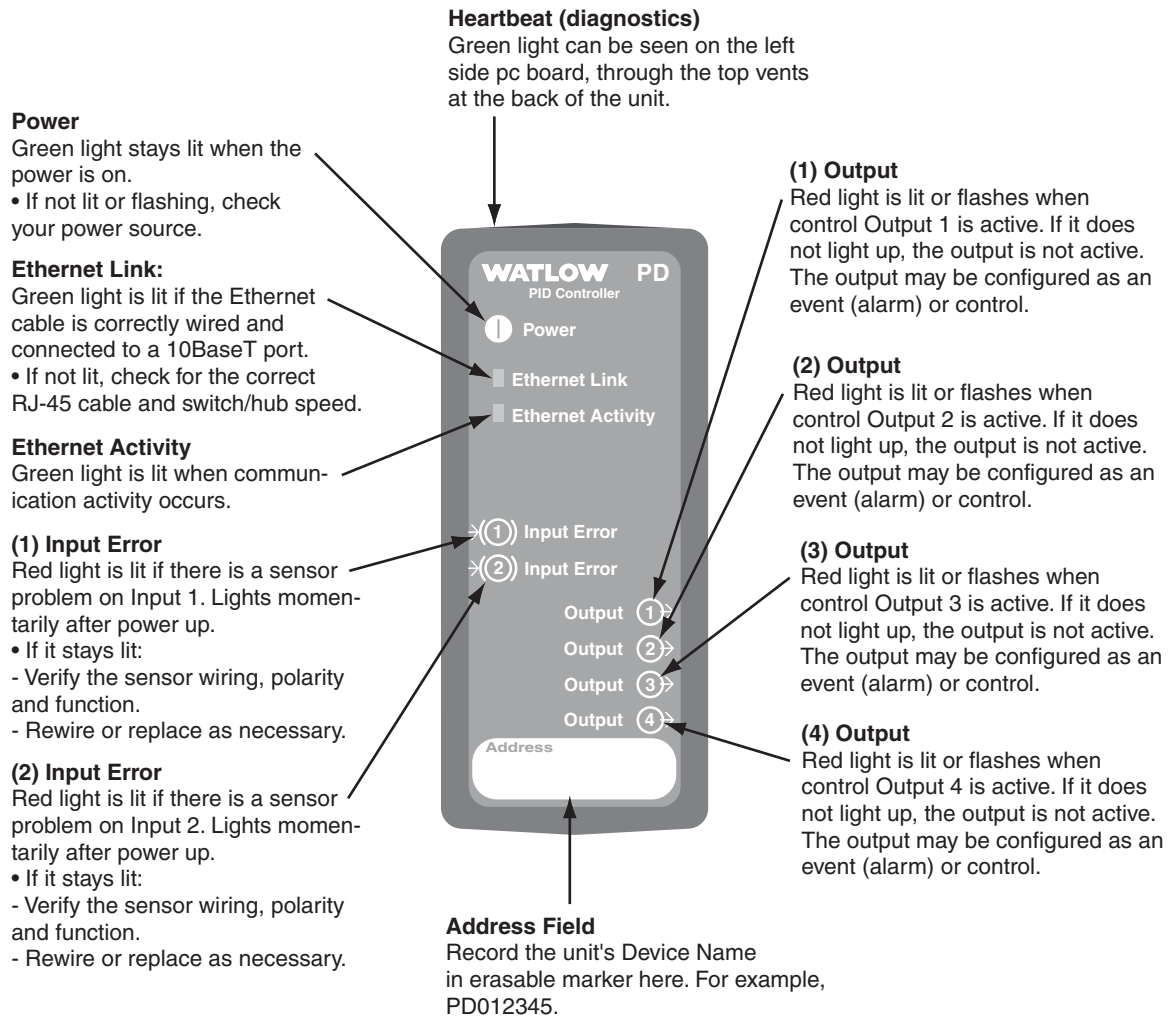 Heartbeat (diagnostics)
Green light can be seen on the left
side pc board, through the top vents
at the back of the unit.
Power
Green light stays lit when the
power is on.
• If not lit or flashing, check
your power source.
Ethernet Link:
Green light is lit if the Ethernet
cable is correctly wired and
connected to a 10BaseT port.
• If not lit, check for the correct
RJ-45 cable and switch/hub speed.
Ethernet Activity
Green light is lit when commun-
ication activity occurs.
(1) Input Error
Red light is lit if there is a sensor
problem on Input 1. Lights momen-
tarily after power up.
• If it stays lit:
- Verify the sensor wiring, polarity
and function.
- Rewire or replace as necessary.
(2) Input Error
Red light is lit if there is a sensor
problem on Input 2. Lights momen-
tarily after power up.
• If it stays lit:
- Verify the sensor wiring, polarity
and function.
- Rewire or replace as necessary.
WATLOW PD
PID Controller
Power
Ethernet Link
Ethernet Activity
1 Input Error
2 Input Error
Output 1
Output 2
Output 3
Output 4
Address
Address Field
Record the unit's Device Name
in erasable marker here. For example,
PD012345.
(1) Output
Red light is lit or flashes when
control Output 1 is active. If it does
not light up, the output is not active.
The output may be configured as an
event (alarm) or control.
(2) Output
Red light is lit or flashes when
control Output 2 is active. If it does
not light up, the output is not active.
The output may be configured as an
event (alarm) or control.
(3) Output
Red light is lit or flashes when
control Output 3 is active. If it does
not light up, the output is not active.
The output may be configured as an
event (alarm) or control.
(4) Output
Red light is lit or flashes when
control Output 4 is active. If it does
not light up, the output is not active.
The output may be configured as an
event (alarm) or control.